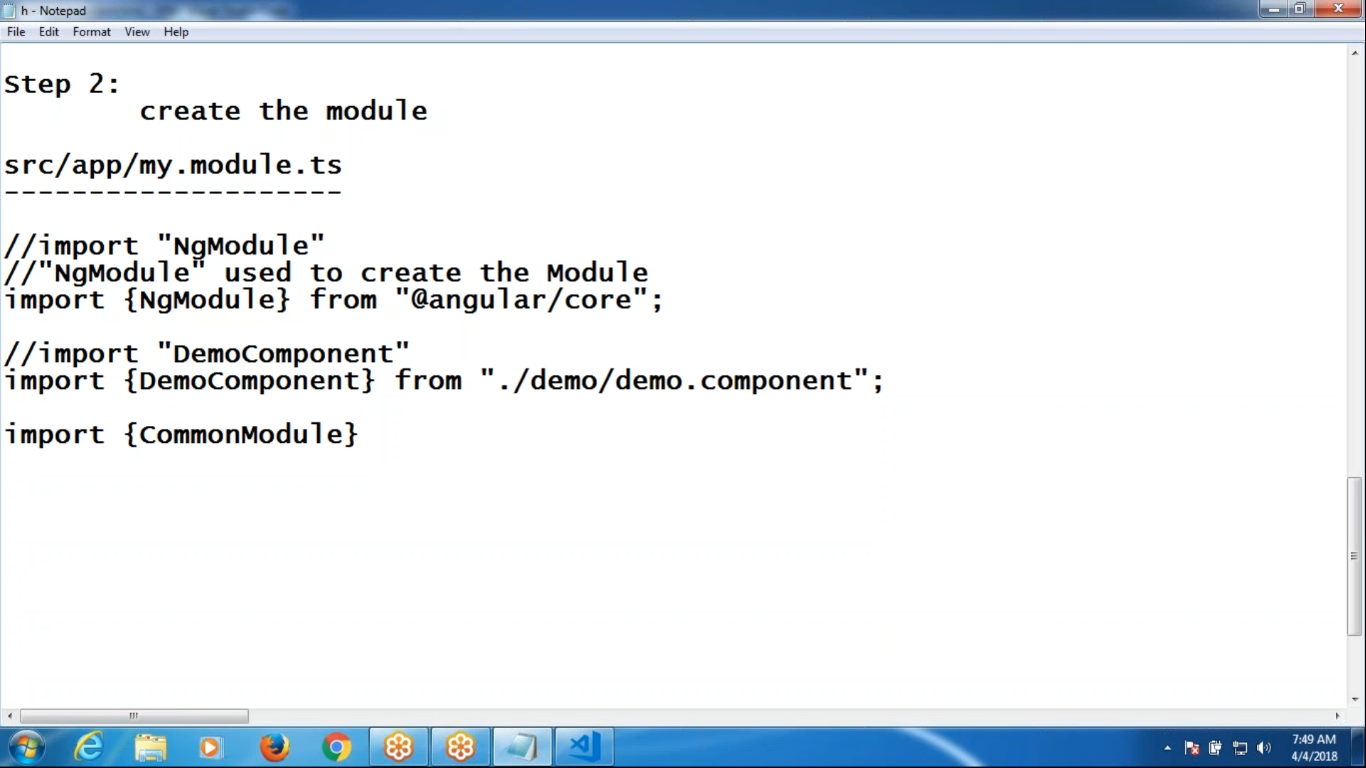 h - Notepad
File Edit Format View Help
Step 2:
create the module
src/app/my.module.ts
--------------------
//import "NgModule"
//"NgModule" used to create the Module
import {NgModule} from "@angular/core";
//import "DemoComponent"
import {DemoComponent} from "./demo/demo.component";
import {CommonModule}
7:49 AM
4/4/2018